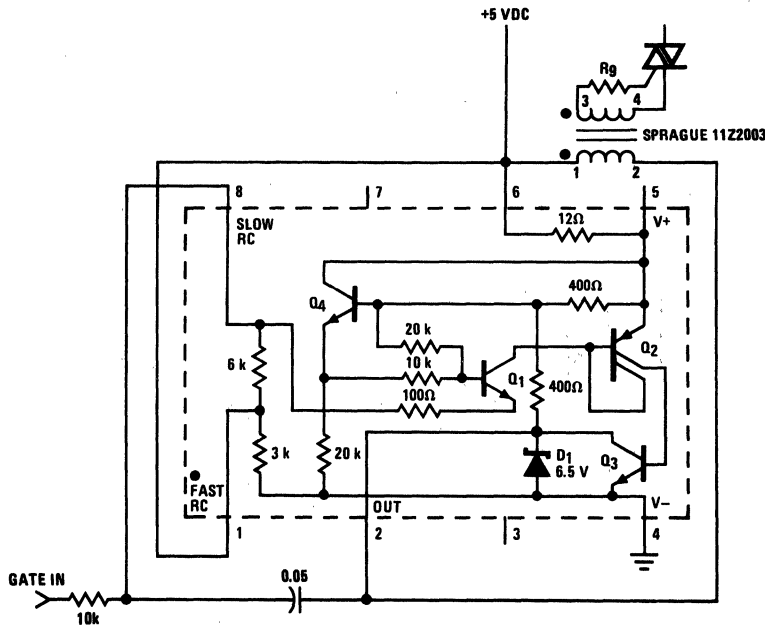 +5 VDC
Rg
3
4
SPRAGUE 11Z2003
1
2
8
7
6
5
SLOW
RC
12Ω
V+
Q4
400Ω
20 k
Q2
6 k
10 k
Q1
100Ω
400Ω
3 k
20 k
D1
6.5 V
Q3
FAST
RC
OUT
V−
1
2
3
4
GATE IN
0.05
10k